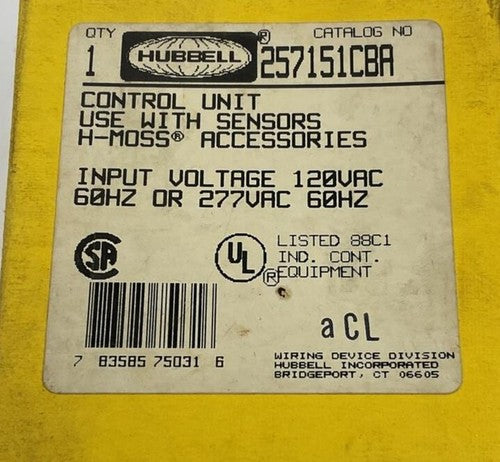 QTY CATALOG NO
1 HUBBELL® 257151CBA
CONTROL UNIT
USE WITH SENSORS
H-MOSS® ACCESSORIES
INPUT VOLTAGE 120VAC
60HZ OR 277VAC 60HZ
SA
UL®
LISTED 88C1
IND. CONT.
EQUIPMENT
aCL
7 83585 75031 6
WIRING DEVICE DIVISION
HUBBELL INCORPORATED
BRIDGEPORT, CT 06605